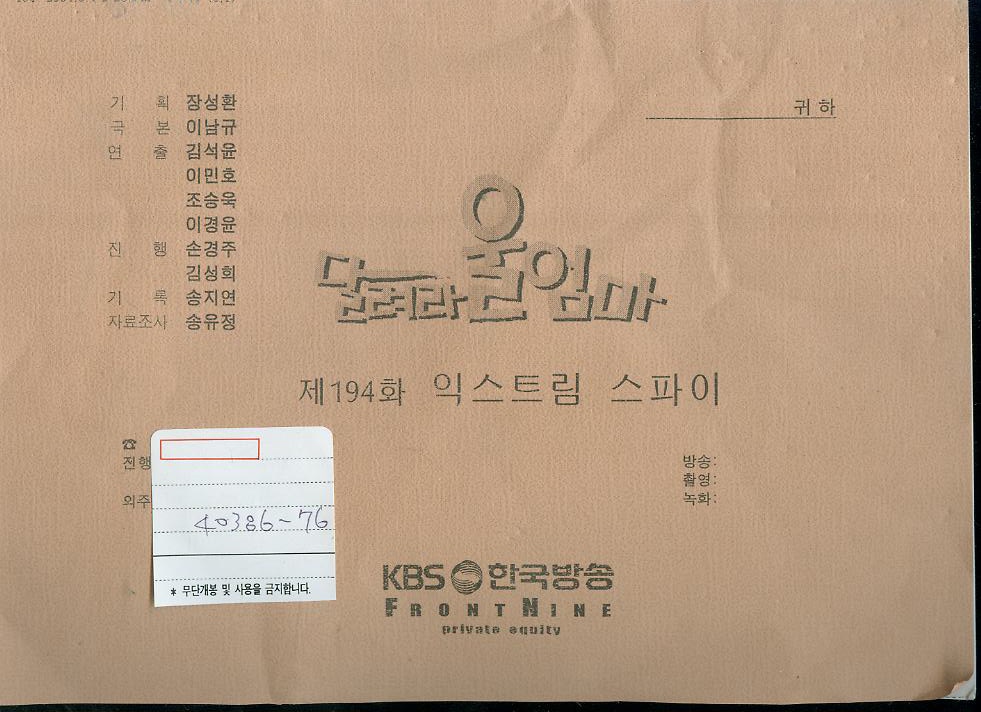 귀 하
기 획 장성환
극 본 이남규
연 출 김석윤
이민호
조승욱
이경윤
진 행 손경주
김성희
기 록 송지연
자료조사 송유정
달려라 울엄마
제194화 익스트림 스파이
☎
진행
외주
40386-76
* 무단개봉 및 사용을 금지합니다.
방송:
촬영:
녹화:
KBS 한국방송
FRONTNINE
private equity